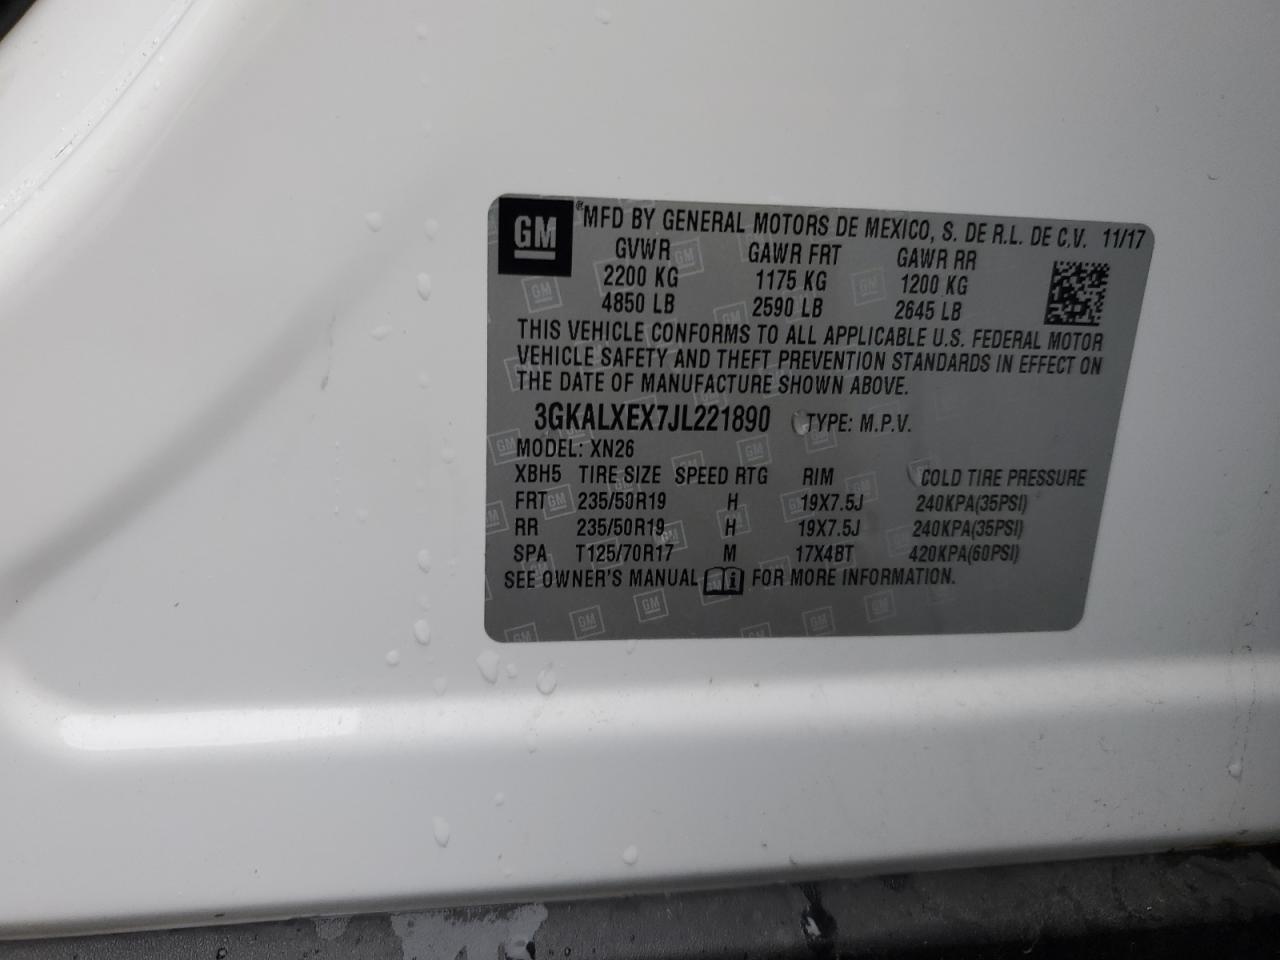 GM ® MFD BY GENERAL MOTORS DE MEXICO, S. DE R.L. DE C.V. 11/17
GVWR GAWR FRT GAWR RR
2200 KG 1175 KG 1200 KG
4850 LB 2590 LB 2645 LB
THIS VEHICLE CONFORMS TO ALL APPLICABLE U.S. FEDERAL MOTOR
VEHICLE SAFETY AND THEFT PREVENTION STANDARDS IN EFFECT ON
THE DATE OF MANUFACTURE SHOWN ABOVE.
3GKALXEX7JL221890 TYPE: M.P.V.
MODEL: XN26
XBH5 TIRE SIZE SPEED RTG RIM COLD TIRE PRESSURE
FRT 235/50R19 H 19X7.5J 240KPA(35PSI)
RR 235/50R19 H 19X7.5J 240KPA(35PSI)
SPA T125/70R17 M 17X4BT 420KPA(60PSI)
SEE OWNER'S MANUAL FOR MORE INFORMATION.